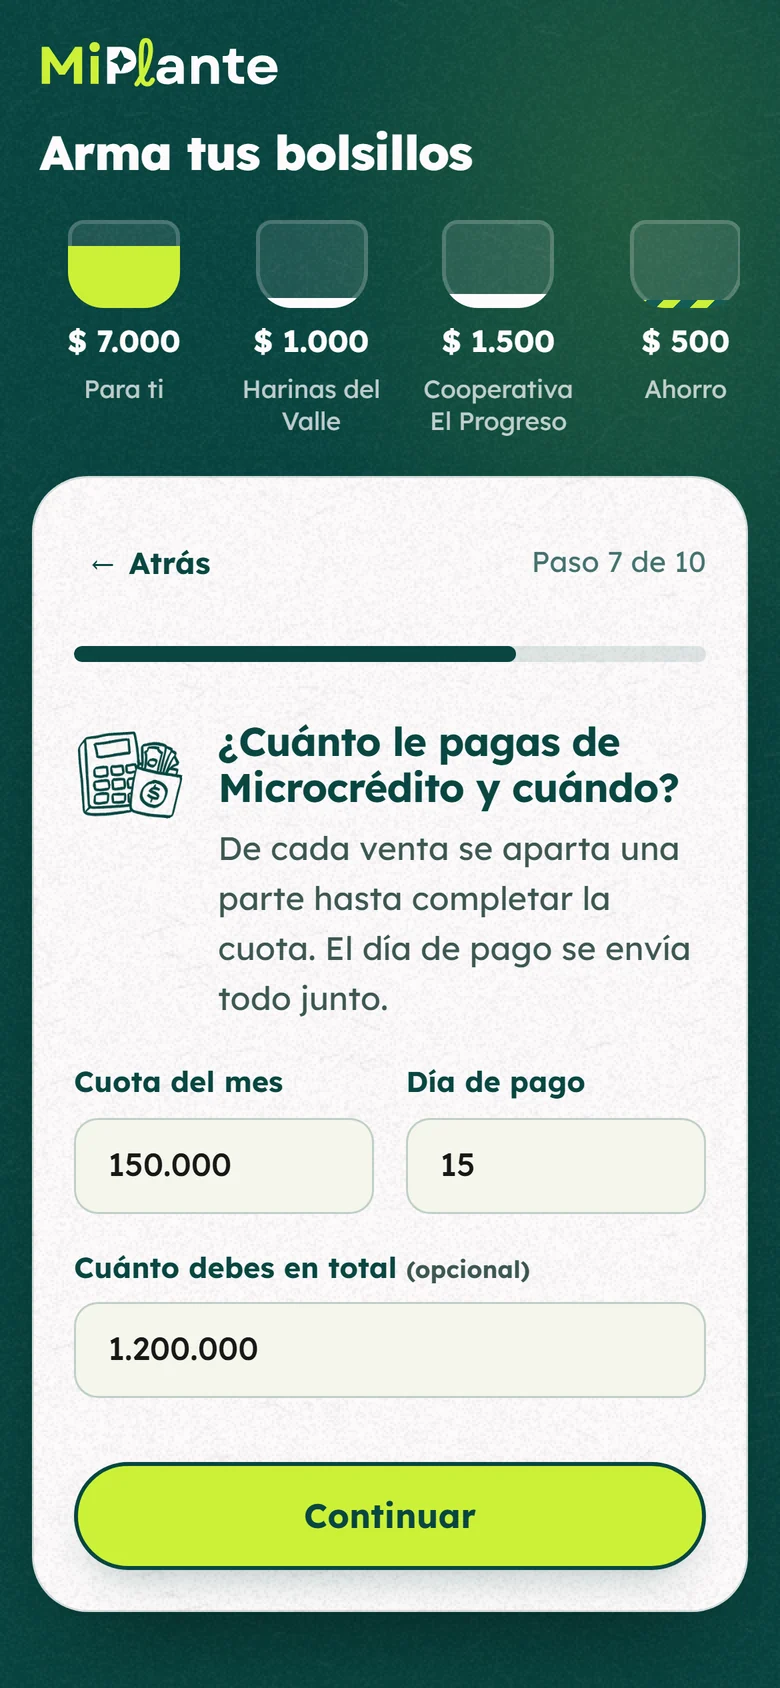 MiPlante
Arma tus bolsillos
$ 7.000
Para ti
$ 1.000
Harinas del
Valle
$ 1.500
Cooperativa
El Progreso
$ 500
Ahorro
← Atrás
Paso 7 de 10
¿Cuánto le pagas de
Microcrédito y cuándo?
De cada venta se aparta una
parte hasta completar la
cuota. El día de pago se envía
todo junto.
Cuota del mes
150.000
Día de pago
15
Cuánto debes en total (opcional)
1.200.000
Continuar